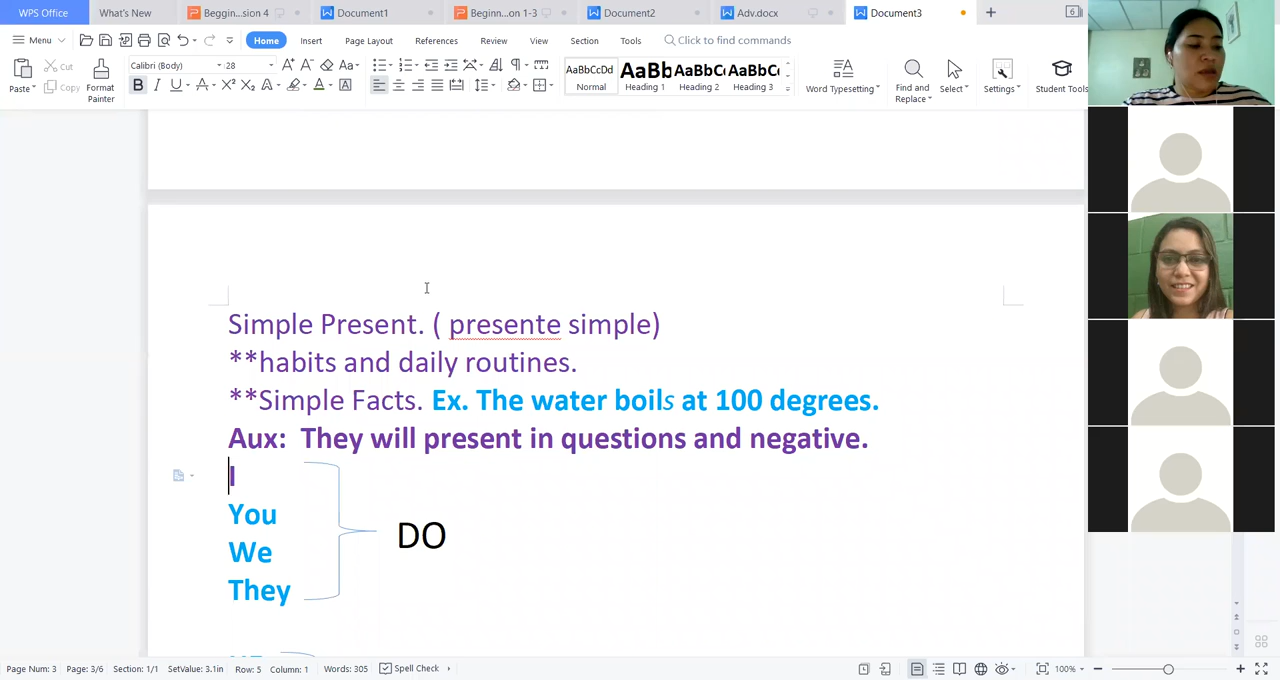 WPS Office What's New Beggin...sion 4 Document1 Beginn...on 1-3 Document2 Adv.docx Document3 6
Menu Home Insert Page Layout References Review View Section Tools Click to find commands
Paste Cut Copy Format Painter Calibri (Body) 28 AaBbCcDd Normal AaBb Heading 1 AaBbC Heading 2 AaBbC Heading 3 Word Typesetting Find and Replace Select Settings Student Tools
Simple Present. ( presente simple)
**habits and daily routines.
**Simple Facts. Ex. The water boils at 100 degrees.
Aux: They will present in questions and negative.
I
You
We
They
DO
Page Num: 3 Page: 3/6 Section: 1/1 SetValue: 3.1in Row: 5 Column: 1 Words: 305 Spell Check 100%